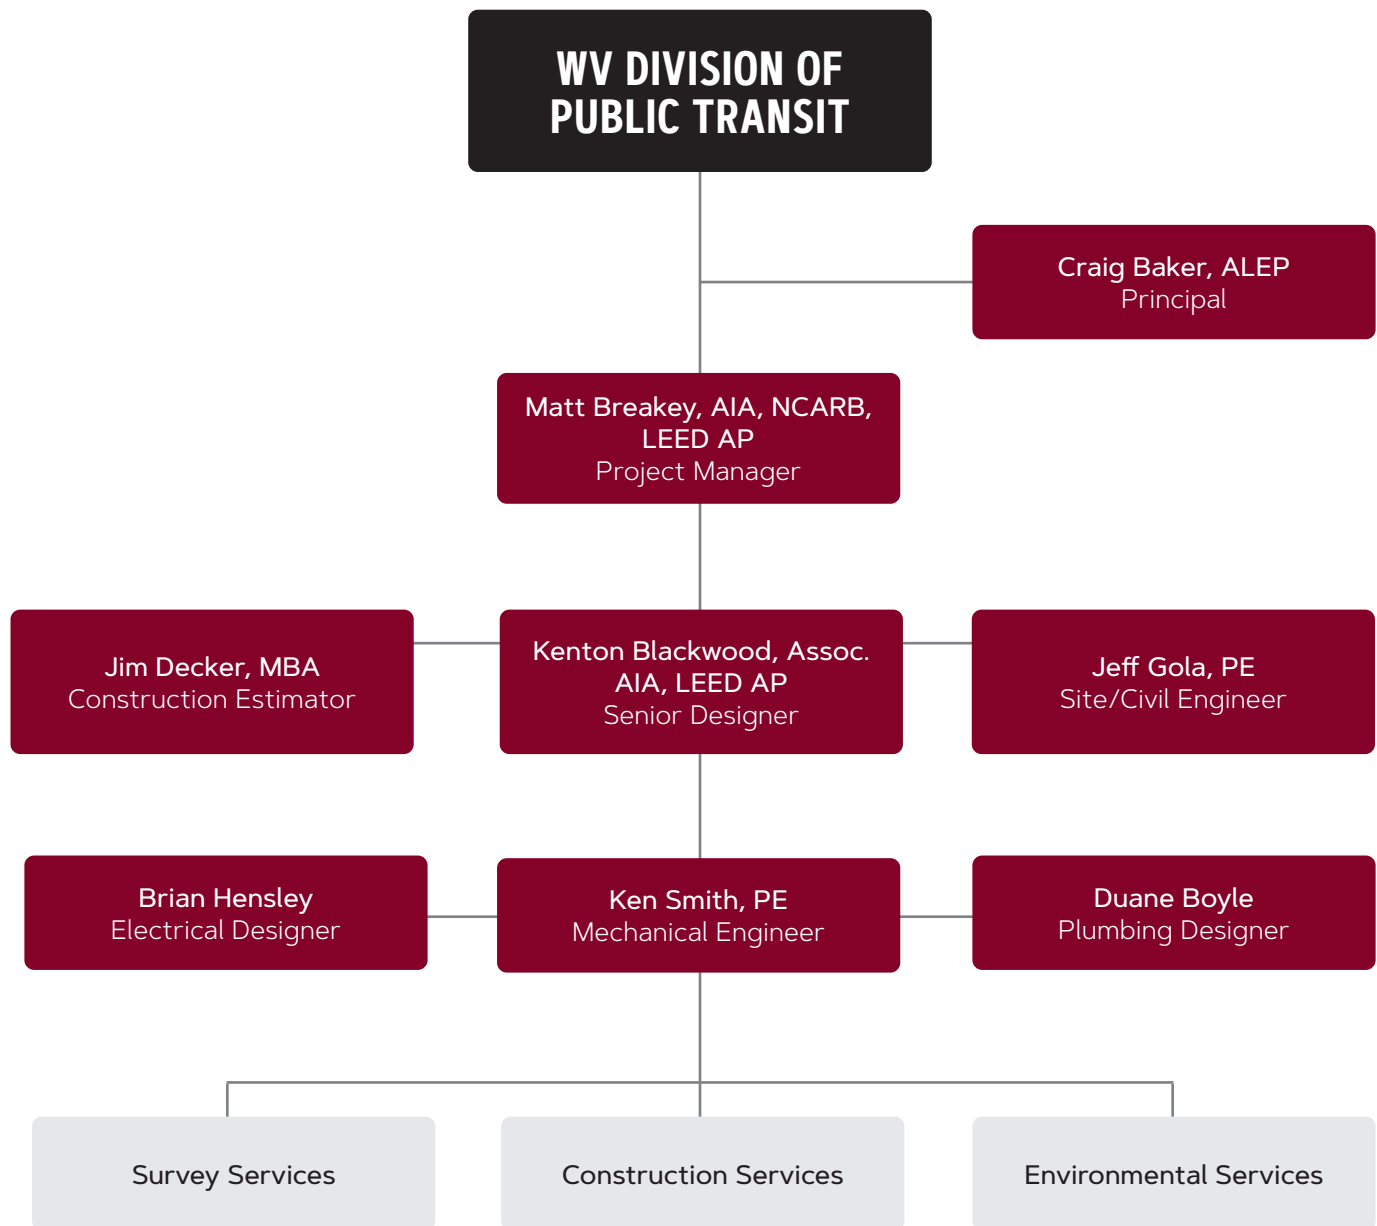 WV DIVISION OF
PUBLIC TRANSIT
Craig Baker, ALEP
Principal
Matt Breakey, AIA, NCARB,
LEED AP
Project Manager
Jim Decker, MBA
Construction Estimator
Kenton Blackwood, Assoc.
AIA, LEED AP
Senior Designer
Jeff Gola, PE
Site/Civil Engineer
Brian Hensley
Electrical Designer
Ken Smith, PE
Mechanical Engineer
Duane Boyle
Plumbing Designer
Survey Services
Construction Services
Environmental Services